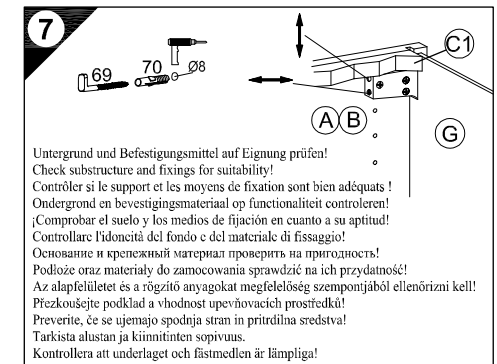 7
C1
69
70
Ø8
A B
G
Untergrund und Befestigungsmittel auf Eignung prüfen!
Check substructure and fixings for suitability!
Contrôler si le support et les moyens de fixation sont bien adéquats !
Ondergrond en bevestigingsmateriaal op functionaliteit controleren!
¡Comprobar el suelo y los medios de fijación en cuanto a su aptitud!
Controllare l'idoncità del fondo e del materiale di fissaggio!
Основание и крепежный материал проверить на пригодность!
Podłoże oraz materiały do zamocowania sprawdzić na ich przydatność!
Az alapfelületet és a rögzítő anyagokat megfelelőség szempontjából ellenőrizni kell!
Přezkoušejte podklad a vhodnost upevňovacích prostředků!
Preverite, če se ujemajo spodnja stran in pritrdilna sredstva!
Tarkista alustan ja kiinnitinten sopivuus.
Kontrollera att underlaget och fästmedlen är lämpliga!